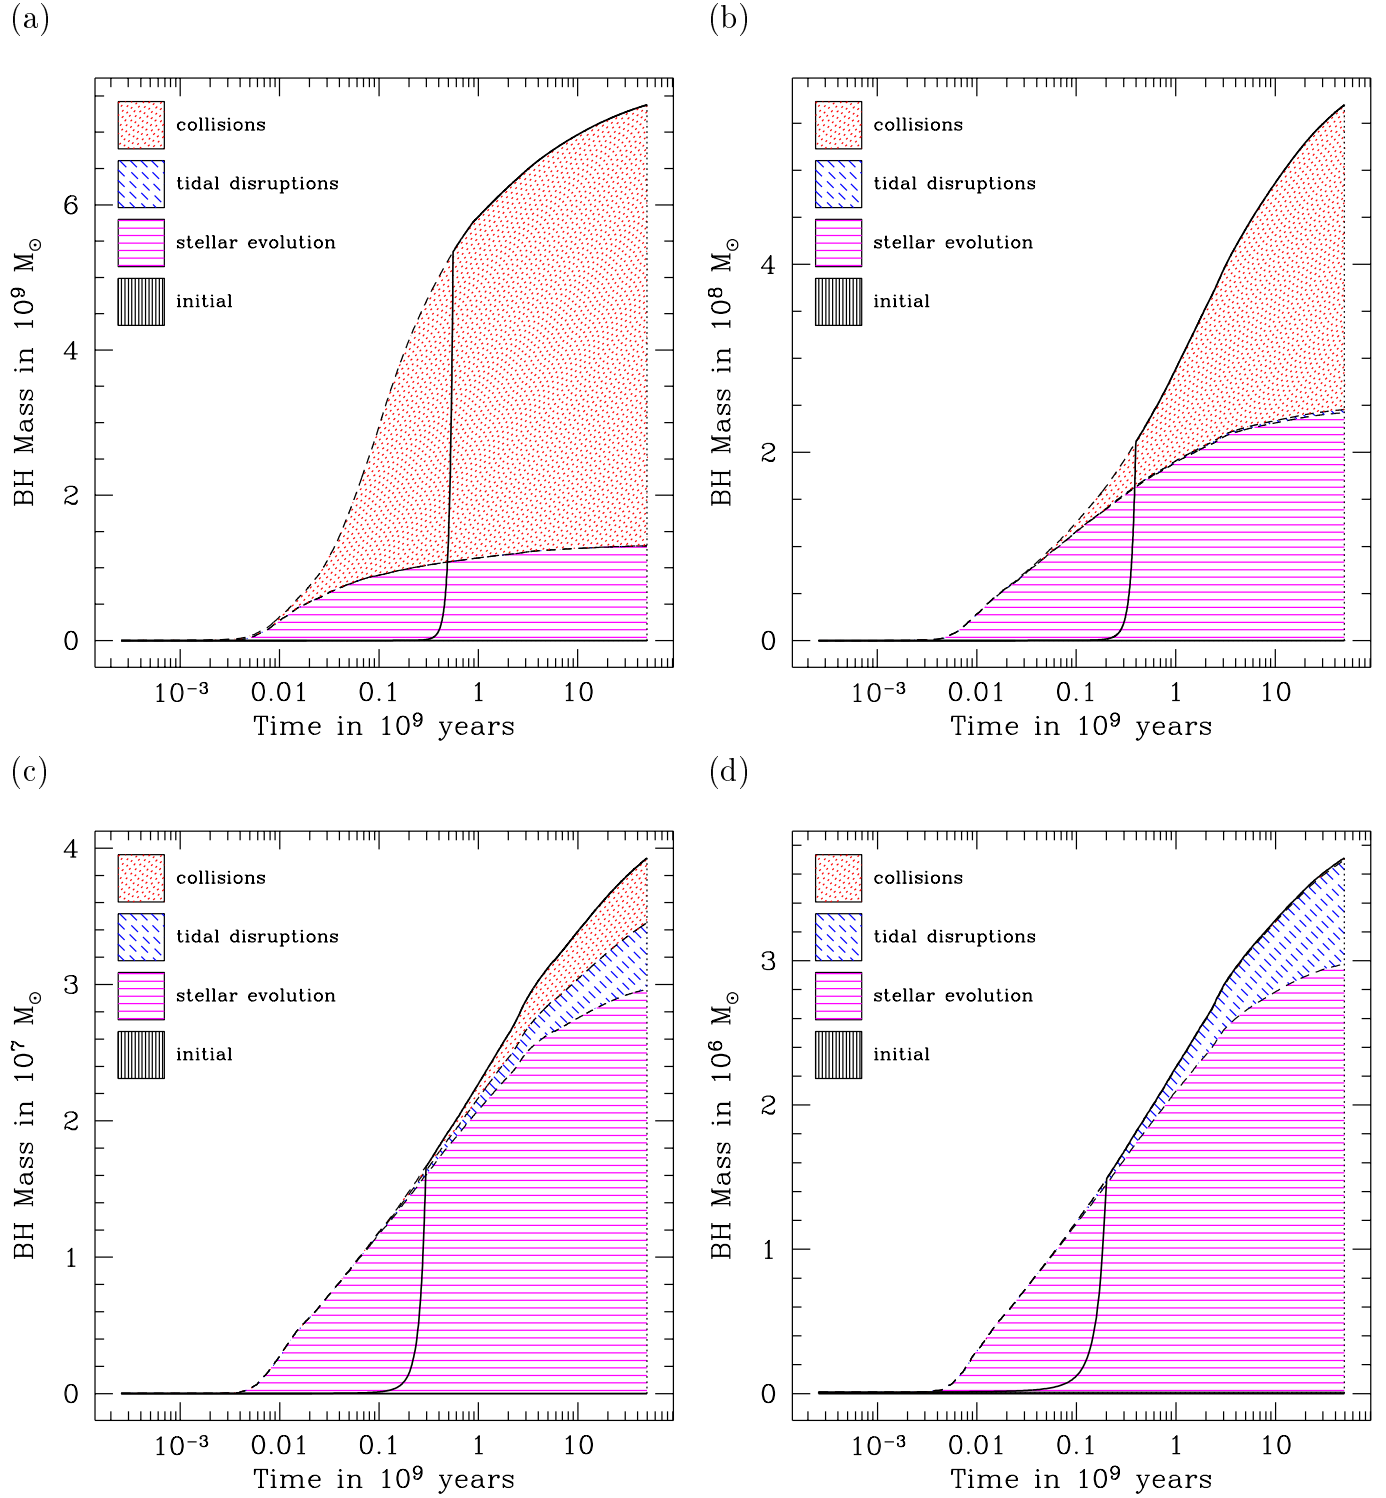 (a)
collisions
tidal disruptions
stellar evolution
initial
6
4
2
0
BH Mass in 10⁹ M☉
10⁻³ 0.01 0.1 1 10
Time in 10⁹ years
(b)
collisions
tidal disruptions
stellar evolution
initial
4
2
0
BH Mass in 10⁸ M☉
10⁻³ 0.01 0.1 1 10
Time in 10⁹ years
(c)
collisions
tidal disruptions
stellar evolution
initial
4
3
2
1
0
BH Mass in 10⁷ M☉
10⁻³ 0.01 0.1 1 10
Time in 10⁹ years
(d)
collisions
tidal disruptions
stellar evolution
initial
3
2
1
0
BH Mass in 10⁶ M☉
10⁻³ 0.01 0.1 1 10
Time in 10⁹ years